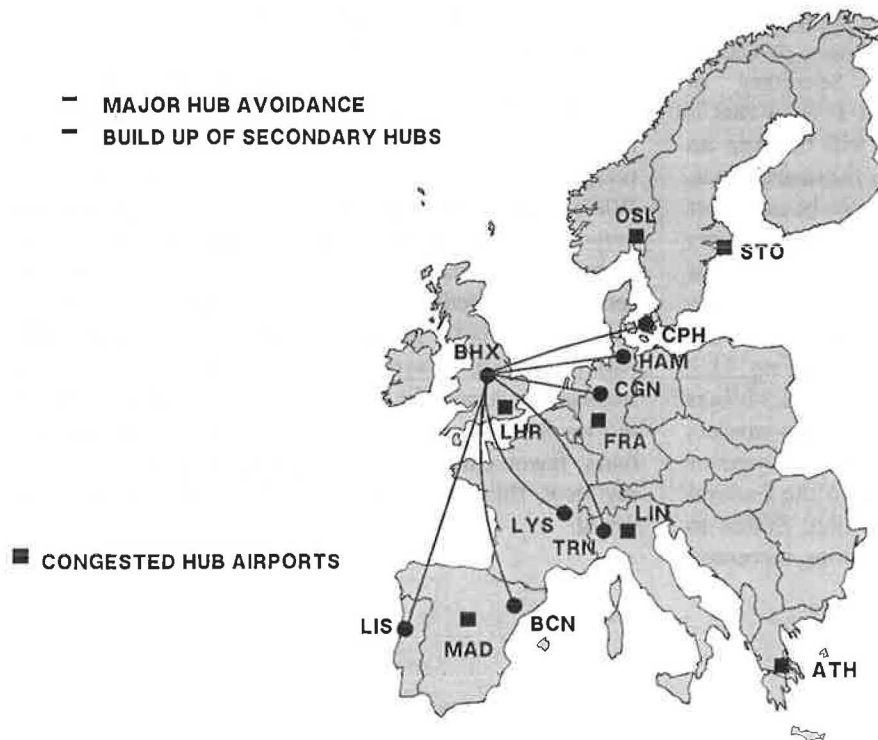 - MAJOR HUB AVOIDANCE
- BUILD UP OF SECONDARY HUBS
OSL
STO
CPH
BHX
HAM
CGN
LHR
FRA
LYS
LIN
TRN
CONGESTED HUB AIRPORTS
LIS
BCN
MAD
ATH